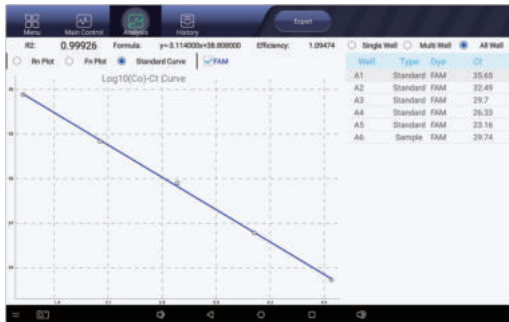 Menu Main Control Analysis History Export
R2: 0.99926 Formula: y=-3.114000x+38.808000 Efficiency: 1.09474 Single Well Multi Well All Well
Rn Plot Fn Plot Standard Curve FAM
Log10(Co)-Ct Curve
Well Type Dye Ct
A1 Standard FAM 35.65
A2 Standard FAM 32.49
A3 Standard FAM 29.7
A4 Standard FAM 26.33
A5 Standard FAM 23.16
A6 Sample FAM 29.74